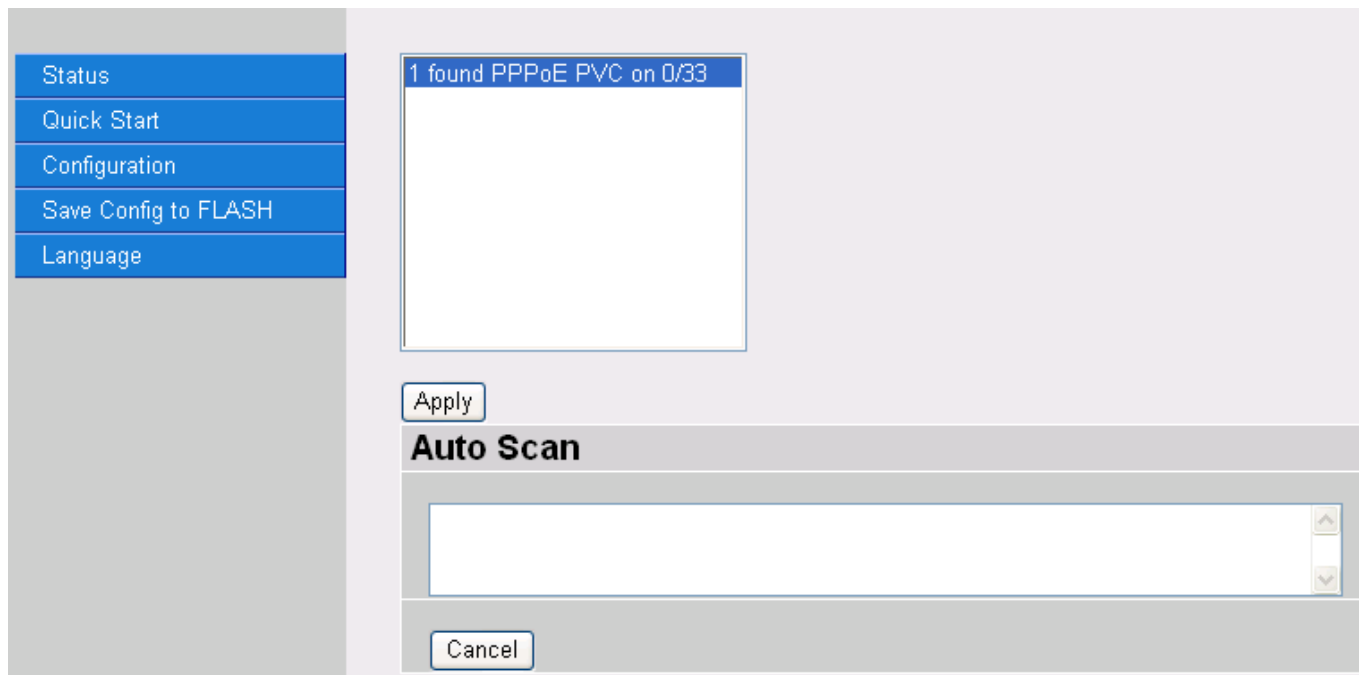 Status
Quick Start
Configuration
Save Config to FLASH
Language
1 found PPPoE PVC on 0/33
Apply
Auto Scan
Cancel